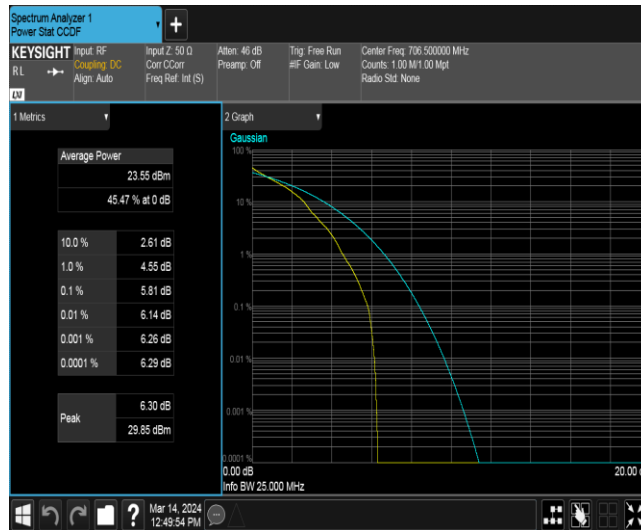 Spectrum Analyzer 1
Power Stat CCDF
KEYSIGHT
Input: RF
Coupling: DC
Align: Auto
Input Z: 50 Ω
Corr CCorr
Freq Ref: Int (S)
Atten: 46 dB
Preamp: Off
Trig: Free Run
#IF Gain: Low
Center Freq: 706.500000 MHz
Counts: 1.00 M/1.00 Mpt
Radio Std: None
R L
LXI
1 Metrics
2 Graph
Average Power
23.55 dBm
45.47 % at 0 dB
10.0 % 2.61 dB
1.0 % 4.55 dB
0.1 % 5.81 dB
0.01 % 6.14 dB
0.001 % 6.26 dB
0.0001 % 6.29 dB
Peak
6.30 dB
29.85 dBm
Gaussian
100 %
10 %
1 %
0.1 %
0.01 %
0.001 %
0.0001 %
0.00 dB
20.00
Info BW 25.000 MHz
?
Mar 14, 2024
12:49:54 PM